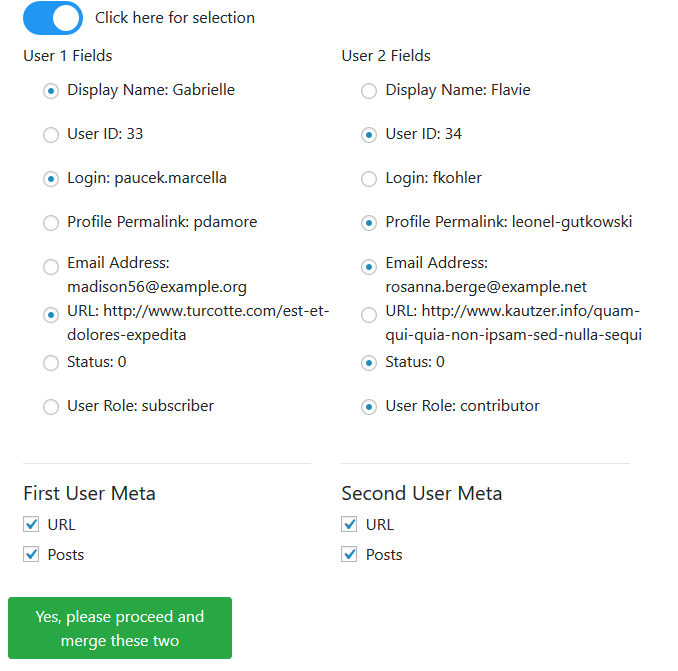 Click here for selection
User 1 Fields
Display Name: Gabrielle
User ID: 33
Login: paucek.marcella
Profile Permalink: pdamore
Email Address:
madison56@example.org
URL: http://www.turcotte.com/est-et-
dolores-expedita
Status: 0
User Role: subscriber
User 2 Fields
Display Name: Flavie
User ID: 34
Login: fkohler
Profile Permalink: leonel-gutkowski
Email Address:
rosanna.berge@example.net
URL: http://www.kautzer.info/quam-
qui-quia-non-ipsam-sed-nulla-sequi
Status: 0
User Role: contributor
First User Meta
URL
Posts
Second User Meta
URL
Posts
Yes, please proceed and
merge these two